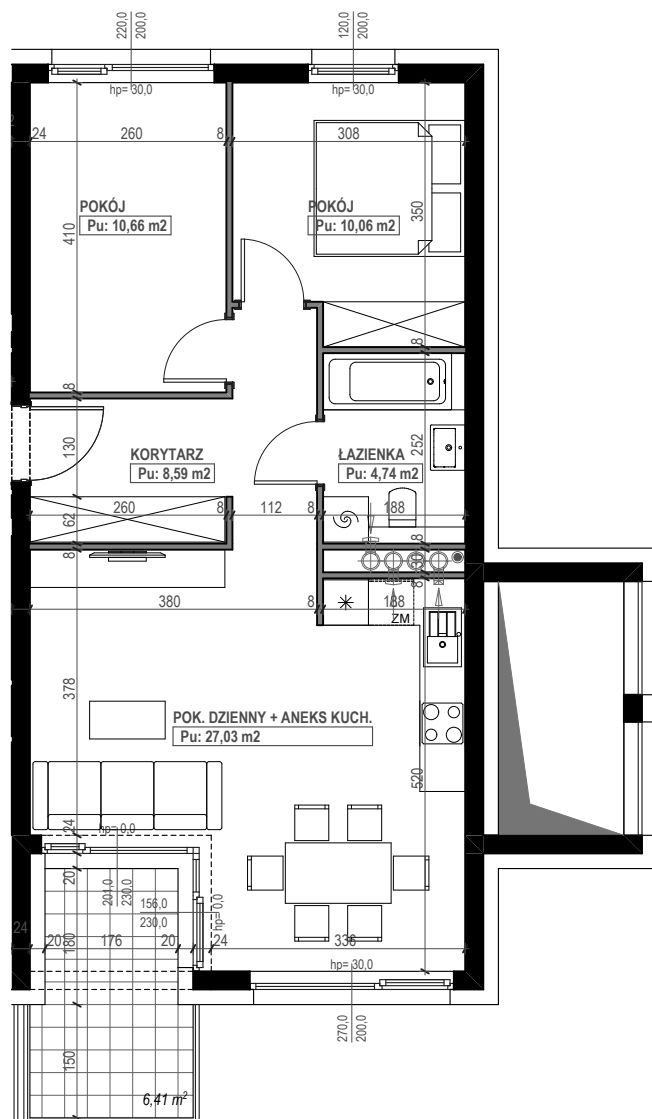 220,0
200,0
120,0
200,0
hp= 30,0
hp= 30,0
24
260
8
308
POKÓJ
Pu: 10,66 m2
POKÓJ
Pu: 10,06 m2
410
350
8
8
KORYTARZ
Pu: 8,59 m2
ŁAZIENKA
Pu: 4,74 m2
130
252
260
8
112
8
188
62
8
8
30
8
380
8
188
ZM
378
POK. DZIENNY + ANEKS KUCH.
Pu: 27,03 m2
520
24
hp= 0,0
20
201,0
230,0
156,0
230,0
hp= 0,0
24
20
176
20
24
336
180
hp= 30,0
270,0
200,0
150
6,41 m²